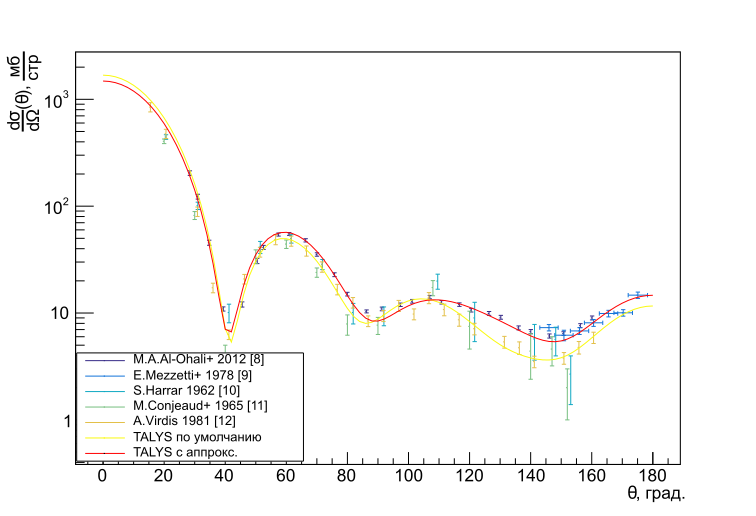 dσ/dΩ(θ), мб/стр
10³
10²
10
1
M.A.Al-Ohali+ 2012 [8]
E.Mezzetti+ 1978 [9]
S.Harrar 1962 [10]
M.Conjeaud+ 1965 [11]
A.Virdis 1981 [12]
TALYS по умолчанию
TALYS с аппрокс.
0 20 40 60 80 100 120 140 160 180
θ, град.